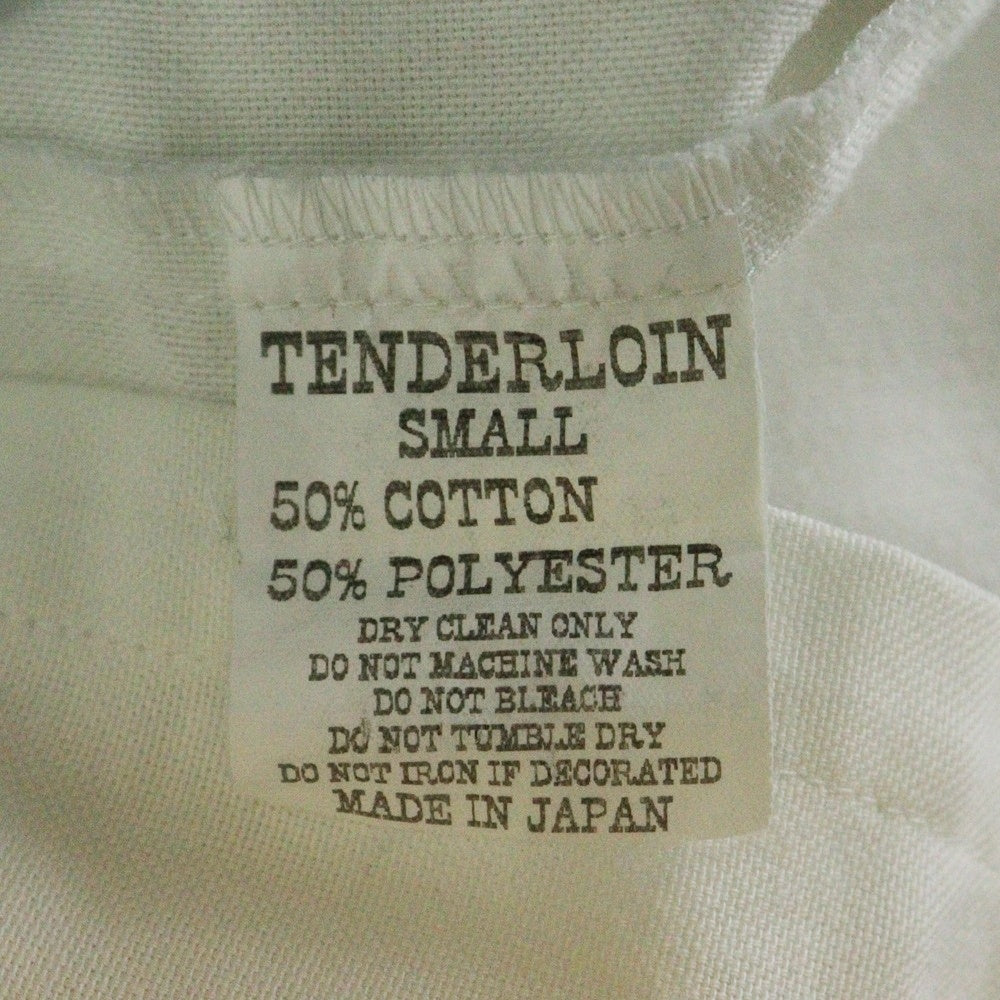 TENDERLOIN
SMALL
50% COTTON
50% POLYESTER
DRY CLEAN ONLY
DO NOT MACHINE WASH
DO NOT BLEACH
DO NOT TUMBLE DRY
DO NOT IRON IF DECORATED
MADE IN JAPAN